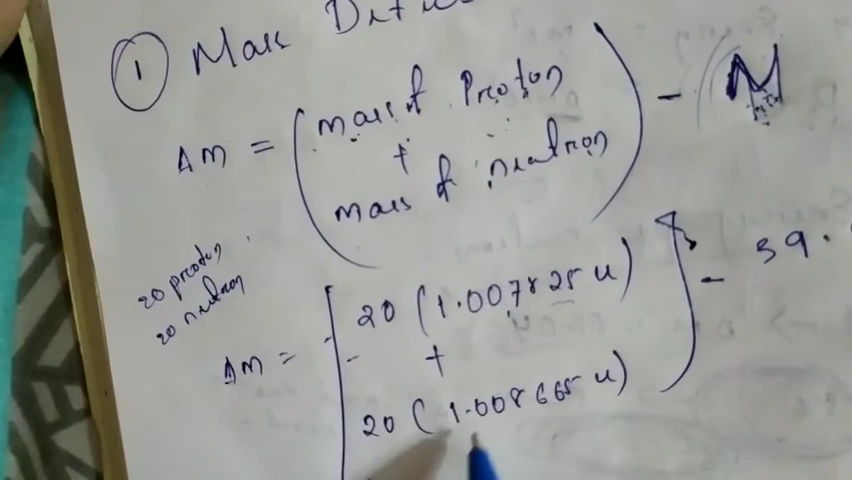 1 Mass
ΔM = ( mass of Proton
+
mass of neutron ) -
20 proton
20 neutron
ΔM = [ 20 (1.007825 u)
+
20 (1.008665 u) ] - 39.